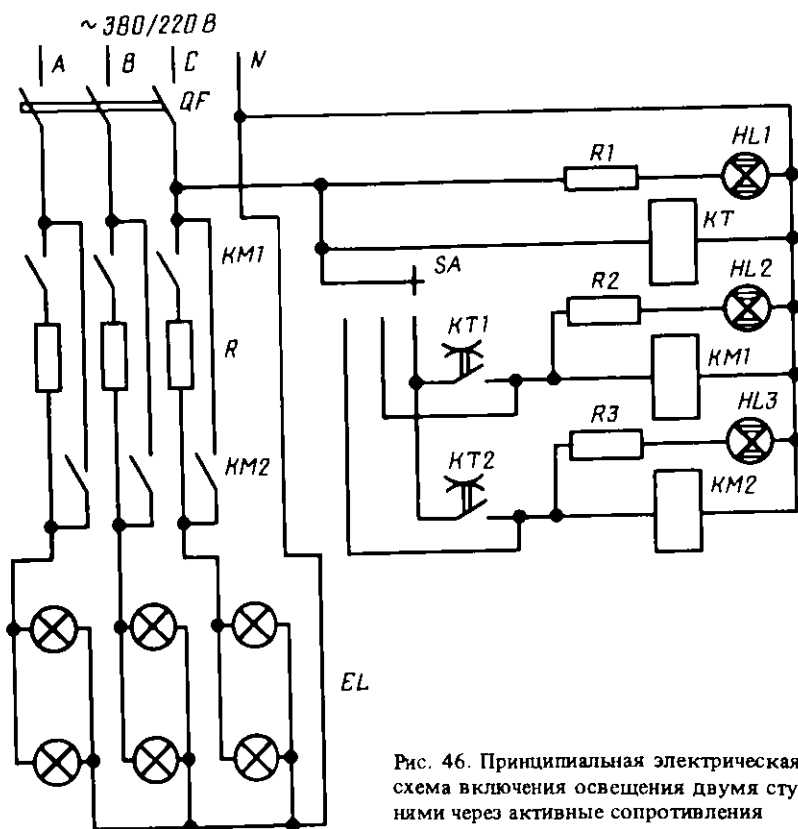 ~ 380/220 В
A B C N
QF
HL1
R1
KT
KM1
SA
HL2
R2
KT1
R
KM1
HL3
R3
KM2
KT2
KM2
EL
Рис. 46. Принципиальная электрическая
схема включения освещения двумя сту-
нями через активные сопротивления